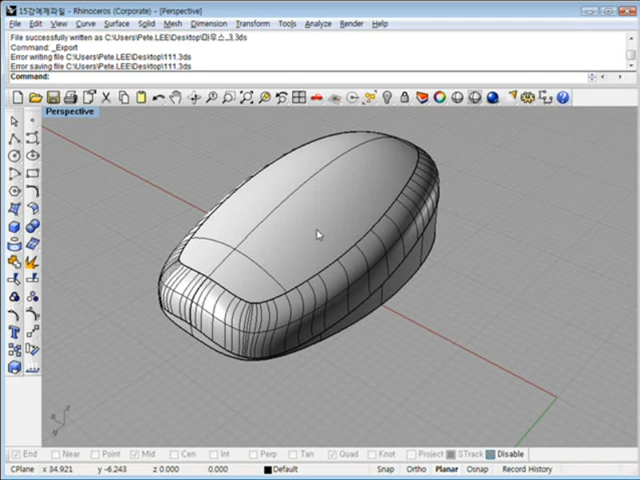 15강예제파일 - Rhinoceros (Corporate) - [Perspective]
File Edit View Curve Surface Solid Mesh Dimension Transform Tools Analyze Render Help
File successfully written as C:\Users\Pete.LEE\Desktop\마우스_3.3ds
Command: _Export
Error writing file C:\Users\Pete.LEE\Desktop\111.3ds
Error saving file C:\Users\Pete.LEE\Desktop\111.3ds
Command:
Perspective
z
x
y
End Near Point Mid Cen Int Perp Tan Quad Knot Project STrack Disable
CPlane x 34.921 y -6.243 z 0.000 0.000 Default Snap Ortho Planar Osnap Record History